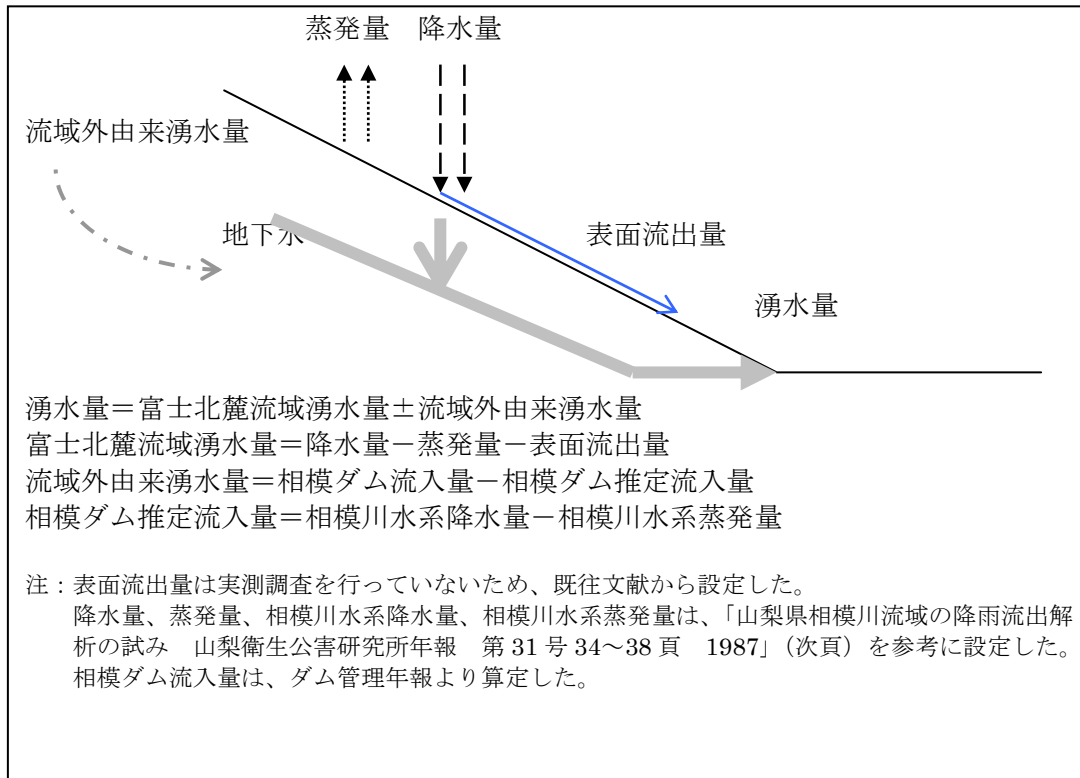 蒸発量　降水量
流域外由来湧水量
地下水
表面流出量
湧水量
湧水量＝富士北麓流域湧水量±流域外由来湧水量
富士北麓流域湧水量＝降水量－蒸発量－表面流出量
流域外由来湧水量＝相模ダム流入量－相模ダム推定流入量
相模ダム推定流入量＝相模川水系降水量－相模川水系蒸発量
注：表面流出量は実測調査を行っていないため、既往文献から設定した。
降水量、蒸発量、相模川水系降水量、相模川水系蒸発量は、「山梨県相模川流域の降雨流出解
析の試み　山梨衛生公害研究所年報　第 31 号 34～38 頁　1987」（次頁）を参考に設定した。
相模ダム流入量は、ダム管理年報より算定した。